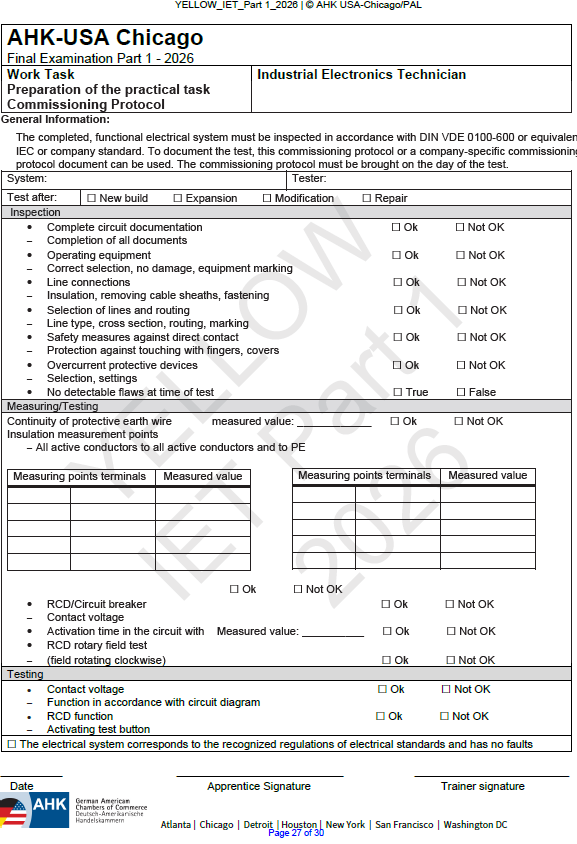 YELLOW_IET_Part 1_2026 | © AHK USA-Chicago/PAL
AHK-USA Chicago
Final Examination Part 1 - 2026
Work Task
Preparation of the practical task
Commissioning Protocol
Industrial Electronics Technician
General Information:
The completed, functional electrical system must be inspected in accordance with DIN VDE 0100-600 or equivalen
IEC or company standard. To document the test, this commissioning protocol or a company-specific commissioning
protocol document can be used. The commissioning protocol must be brought on the day of the test.
System: Tester:
Test after: ☐ New build ☐ Expansion ☐ Modification ☐ Repair
Inspection
• Complete circuit documentation ☐ Ok ☐ Not OK
– Completion of all documents
• Operating equipment ☐ Ok ☐ Not OK
– Correct selection, no damage, equipment marking
• Line connections ☐ Ok ☐ Not OK
– Insulation, removing cable sheaths, fastening
• Selection of lines and routing ☐ Ok ☐ Not OK
– Line type, cross section, routing, marking
• Safety measures against direct contact ☐ Ok ☐ Not OK
– Protection against touching with fingers, covers
• Overcurrent protective devices ☐ Ok ☐ Not OK
– Selection, settings
• No detectable flaws at time of test ☐ True ☐ False
Measuring/Testing
Continuity of protective earth wire measured value: ____________ ☐ Ok ☐ Not OK
Insulation measurement points
– All active conductors to all active conductors and to PE
Measuring points terminals Measured value Measuring points terminals Measured value
☐ Ok ☐ Not OK
• RCD/Circuit breaker ☐ Ok ☐ Not OK
– Contact voltage
• Activation time in the circuit with Measured value: __________ ☐ Ok ☐ Not OK
• RCD rotary field test
– (field rotating clockwise) ☐ Ok ☐ Not OK
Testing
• Contact voltage ☐ Ok ☐ Not OK
– Function in accordance with circuit diagram
• RCD function ☐ Ok ☐ Not OK
– Activating test button
☐ The electrical system corresponds to the recognized regulations of electrical standards and has no faults
Date Apprentice Signature Trainer signature
AHK
German American
Chambers of Commerce
Deutsch-Amerikanische
Handelskammern
Atlanta | Chicago | Detroit | Houston | New York | San Francisco | Washington DC
Page 27 of 30
YELLOW
IET Part 1
2026